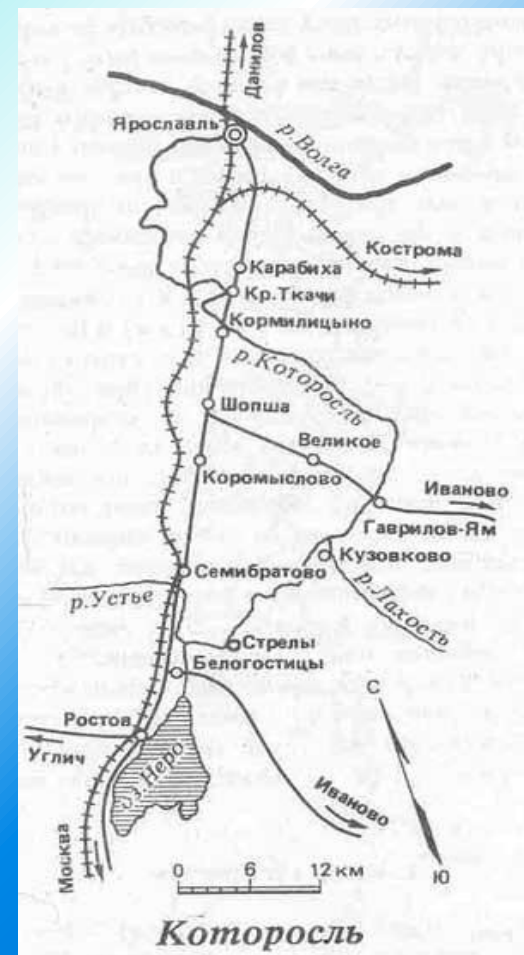 Данилов
Ярославль
р.Волга
Кострома
Карабиха
Кр.Ткачи
Кормилицыно
р.Которосль
Шопша
Великое
Коромыслово
Иваново
Гаврилов-Ям
Кузовково
Семибратово
р.Устье
р.Лахость
Стрелы
Белогостицы
С
Ростов
Углич
оз.Неро
Иваново
Москва
0 6 12 км
Ю
Которосль